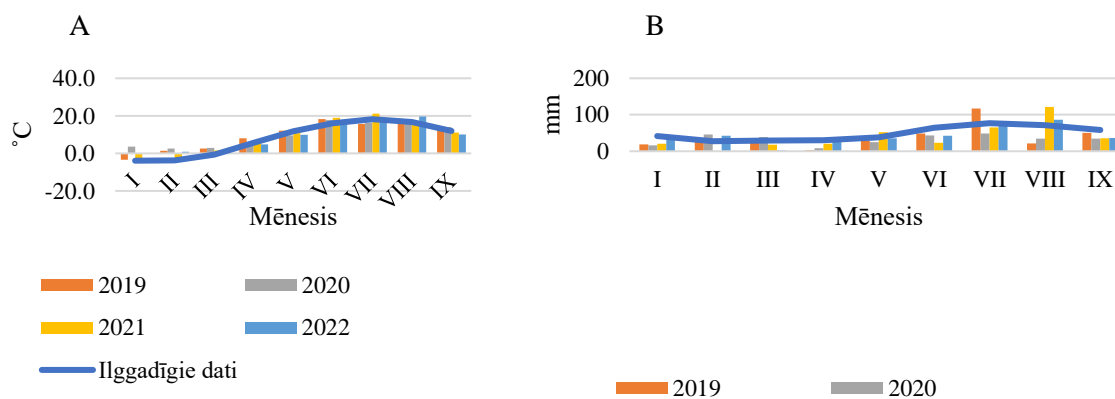 A
B
40.0
20.0
0.0
-20.0
°C
I II III IV V VI VII VIII IX
Mēnesis
200
100
0
mm
I II III IV V VI VII VIII IX
Mēnesis
2019 2020
2021 2022
Ilggadīgie dati
2019 2020